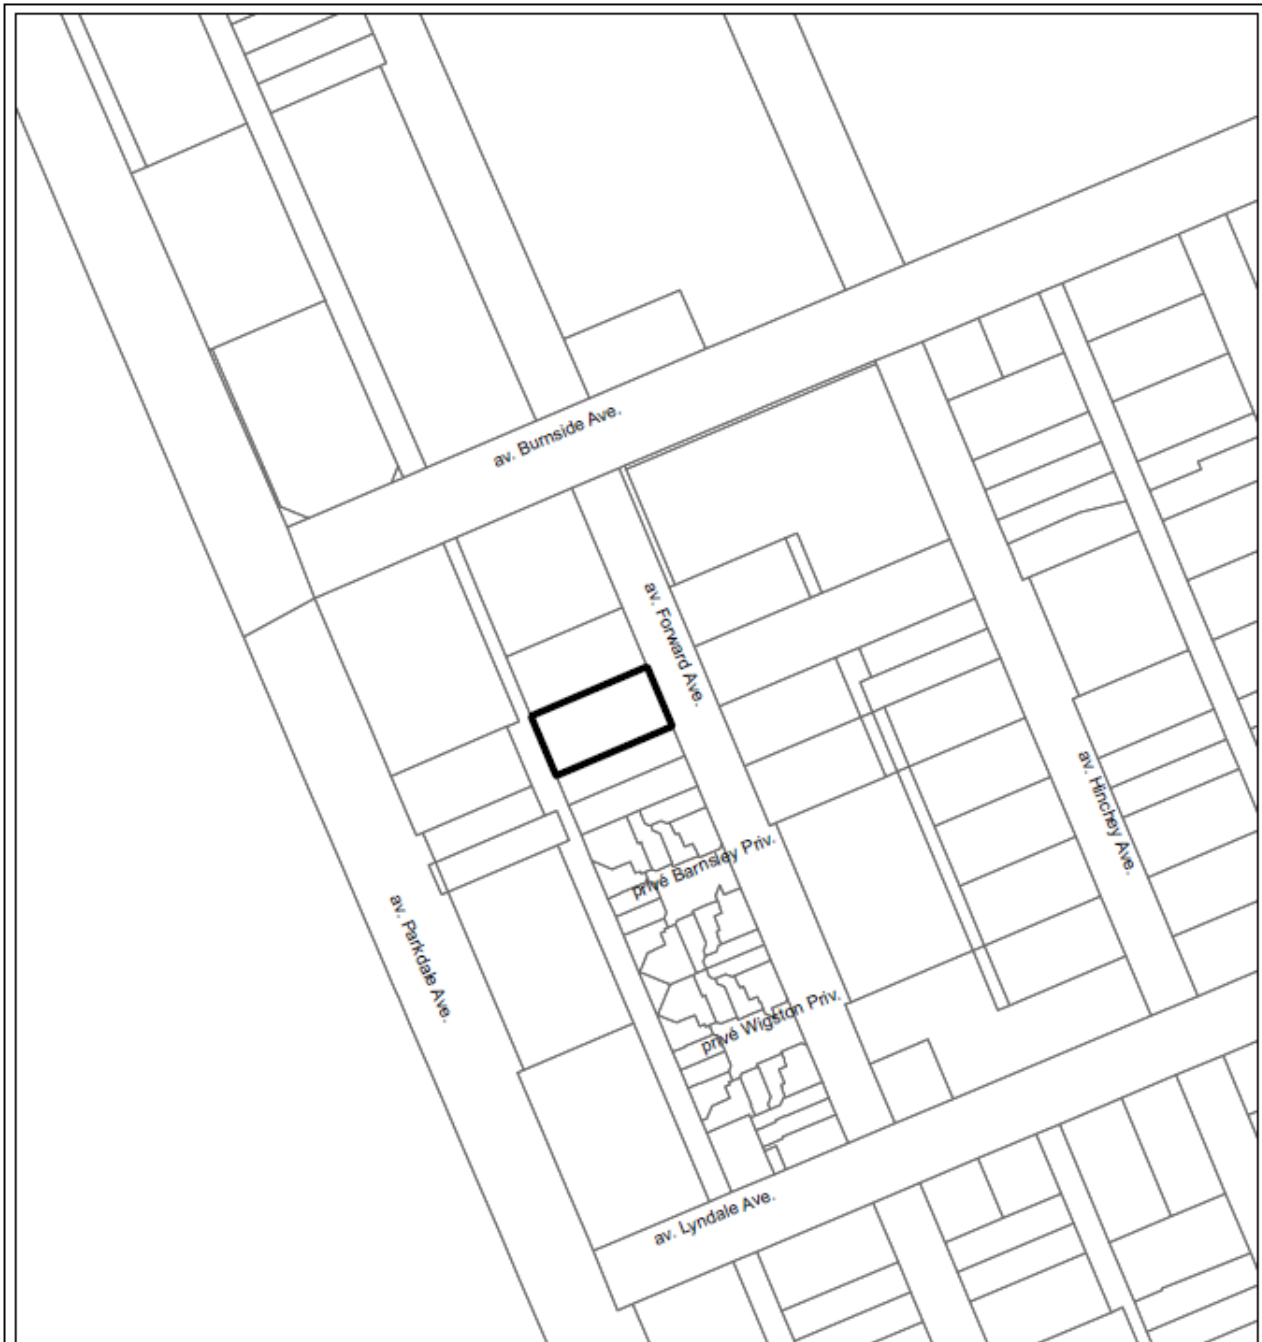 av. Burnside Ave.
av. Forward Ave.
av. Hinchey Ave.
privé Barnsley Priv.
av. Parkdale Ave.
privé Wigston Priv.
av. Lyndale Ave.